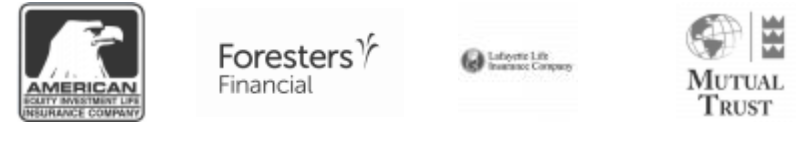 AMERICAN
EQUITY INVESTMENT LIFE
INSURANCE COMPANY
Foresters
Financial
Lafayette Life
Insurance Company
MUTUAL
TRUST